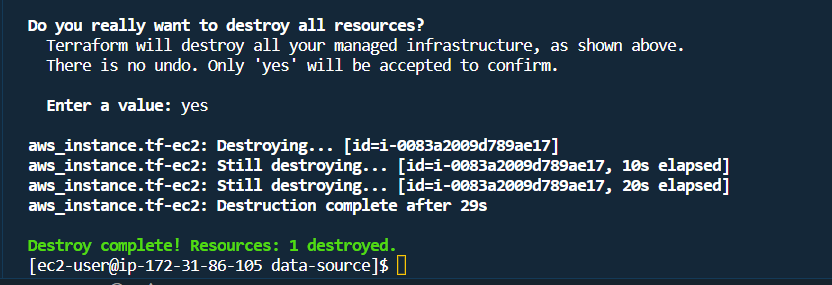 Do you really want to destroy all resources?
Terraform will destroy all your managed infrastructure, as shown above.
There is no undo. Only 'yes' will be accepted to confirm.
Enter a value: yes
aws_instance.tf-ec2: Destroying... [id=i-0083a2009d789ae17]
aws_instance.tf-ec2: Still destroying... [id=i-0083a2009d789ae17, 10s elapsed]
aws_instance.tf-ec2: Still destroying... [id=i-0083a2009d789ae17, 20s elapsed]
aws_instance.tf-ec2: Destruction complete after 29s
Destroy complete! Resources: 1 destroyed.
[ec2-user@ip-172-31-86-105 data-source]$